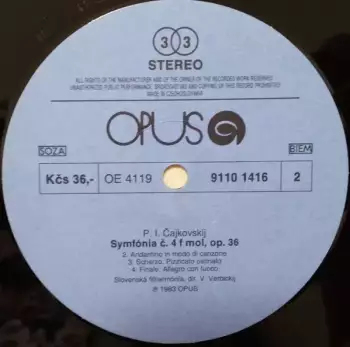 33
STEREO
ALL RIGHTS OF THE MANUFACTURER AND OF THE OWNER OF THE RECORDED WORK RESERVED
UNAUTHORIZED PUBLIC PERFORMANCE, BROADCASTING AND COPYING OF THIS RECORD PROHIBITED
MADE IN CZECHOSLOVAKIA
OPUS
SOZA
BIEM
Kčs 36,- OE 4119 9110 1416 2
P. I. Čajkovskij
Symfónia č. 4 f mol, op. 36
2. Andantino in modo di canzone
3. Scherzo. Pizzicato ostinato
4. Finale: Allegro con fuoco
Slovenská filharmónia, dir. V. Verbickij
Ⓟ 1983 OPUS